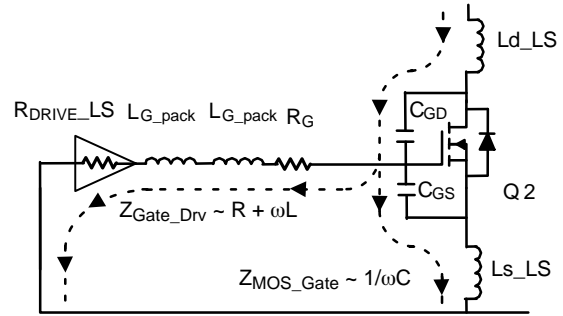 Ld_LS
RDRIVE_LS LG_pack LG_pack RG
CGD
CGS
Q2
ZGate_Drv ~ R + ωL
ZMOS_Gate ~ 1/ωC
Ls_LS